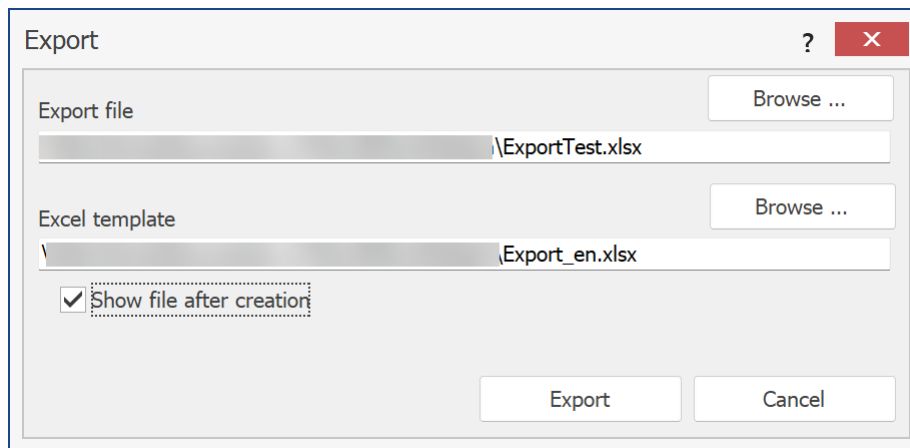 Export
?
Browse ...
Export file
\ExportTest.xlsx
Browse ...
Excel template
\Export_en.xlsx
Show file after creation
Export
Cancel